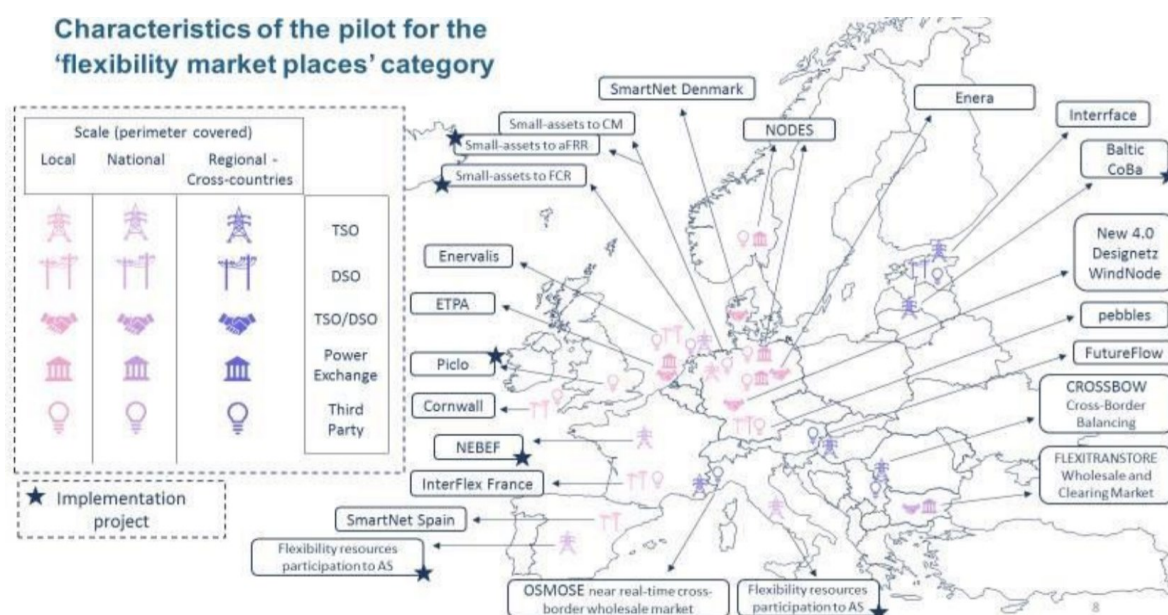 Characteristics of the pilot for the
‘flexibility market places’ category
Scale (perimeter covered)
Local
National
Regional -
Cross-countries
TSO
DSO
TSO/DSO
Power
Exchange
Third
Party
Implementation
project
SmartNet Denmark
Small-assets to CM
Small-assets to aFRR
Small-assets to FCR
NODES
Enera
Interrface
Baltic
CoBa
New 4.0
Designetz
WindNode
pebbles
FutureFlow
CROSSBOW
Cross-Border
Balancing
FLEXITRANSTORE
Wholesale and
Clearing Market
Enervalis
ETPA
Piclo
Cornwall
NEBEF
InterFlex France
SmartNet Spain
Flexibility resources
participation to AS
OSMOSE near real-time cross-
border wholesale market
Flexibility resources
participation to AS
8